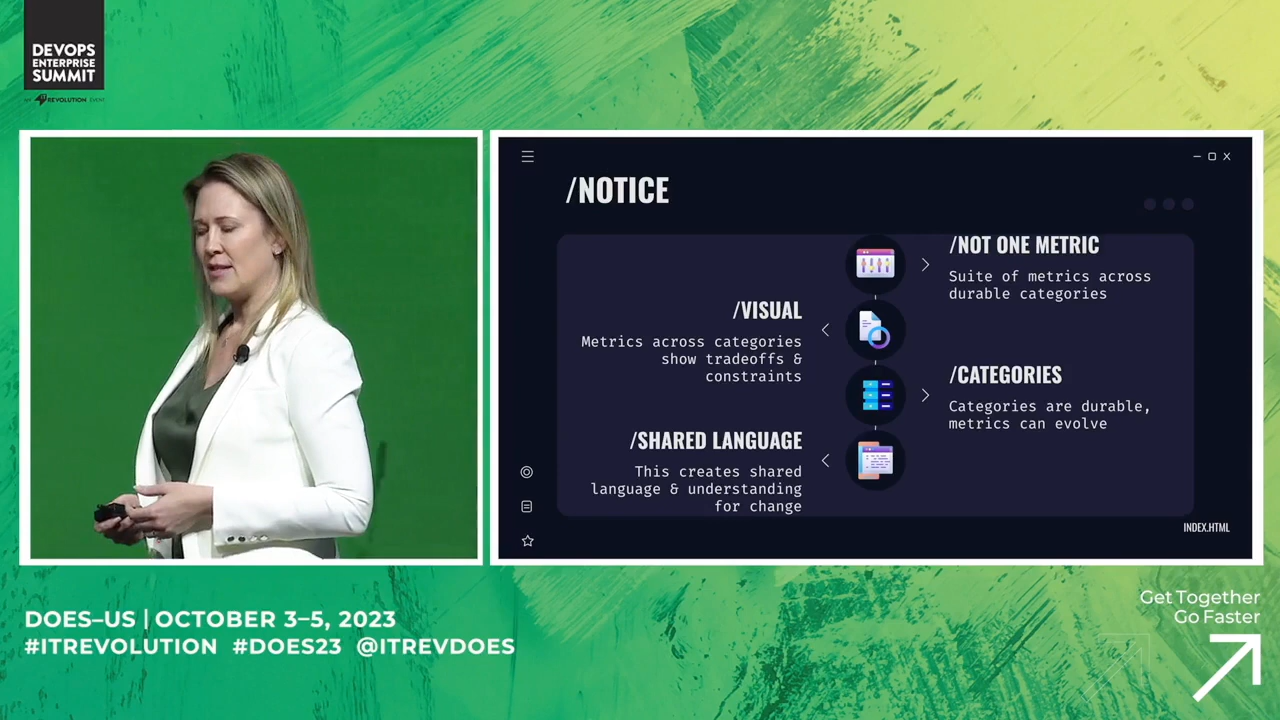 DEVOPS
ENTERPRISE
SUMMIT
REVOLUTION EVENT
/NOTICE
/NOT ONE METRIC
Suite of metrics across
durable categories
/VISUAL
Metrics across categories
show tradeoffs &
constraints
/CATEGORIES
Categories are durable,
metrics can evolve
/SHARED LANGUAGE
This creates shared
language & understanding
for change
INDEX.HTML
DOES–US | OCTOBER 3–5, 2023
#ITREVOLUTION #DOES23 @ITREVDOES
Get Together
Go Faster